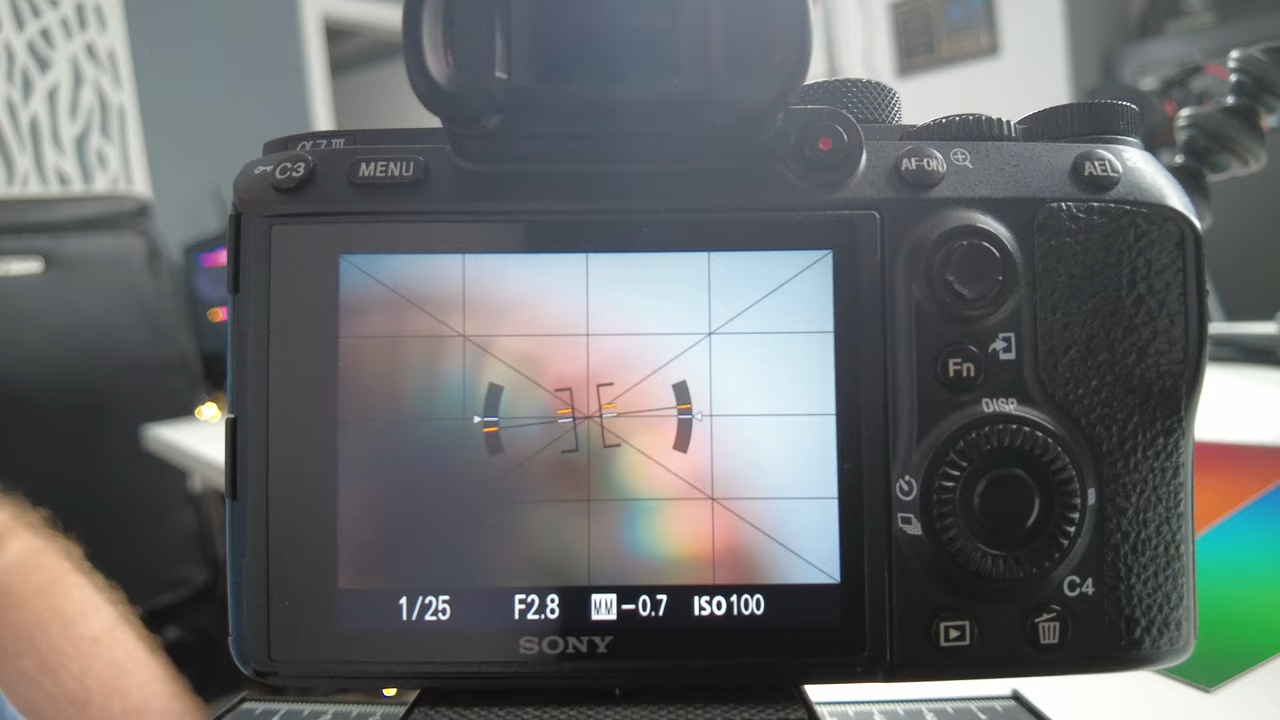 α7III
C3 MENU AF-ON AEL
Fn
DISP
1/25 F2.8 MM -0.7 ISO100
C4
SONY